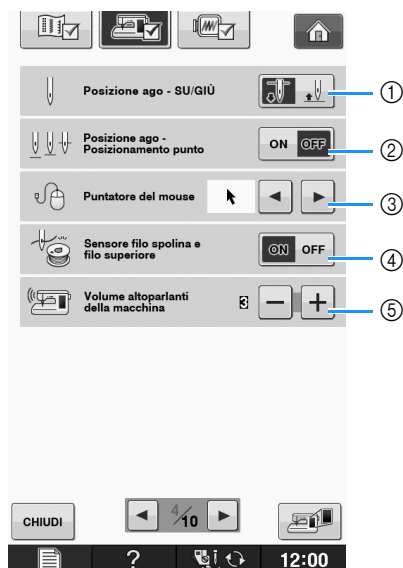 Posizione ago - SU/GIÙ
①
Posizione ago -
Posizionamento punto
ON OFF
②
Puntatore del mouse
③
Sensore filo spolina e
filo superiore
ON OFF
④
Volume altoparlanti
della macchina
3
− +
⑤
CHIUDI
4/10
?
12:00